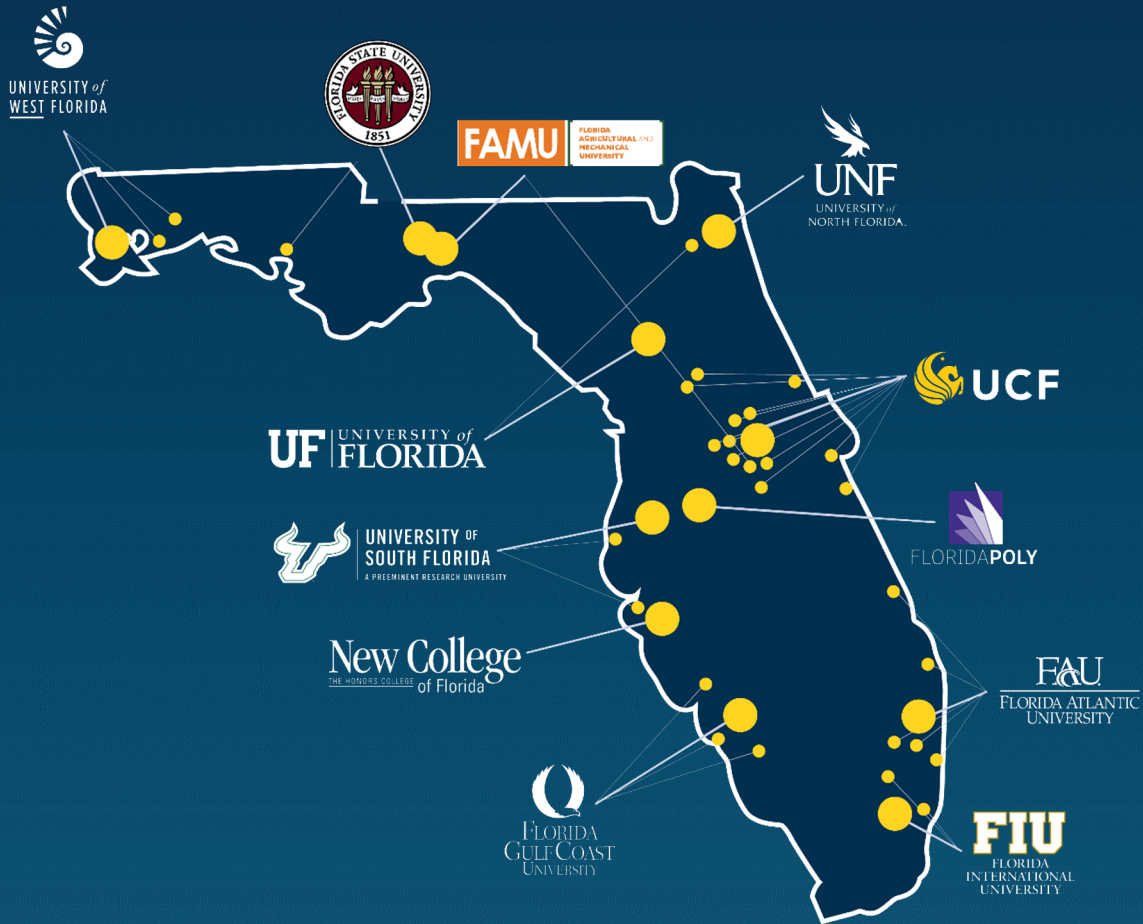 UNIVERSITY of
WEST FLORIDA
FLORIDA STATE UNIVERSITY
1851
FAMU
FLORIDA
AGRICULTURAL AND
MECHANICAL
UNIVERSITY
UNF
UNIVERSITY of
NORTH FLORIDA.
UCF
UF
UNIVERSITY of
FLORIDA
UNIVERSITY OF
SOUTH FLORIDA
A PREEMINENT RESEARCH UNIVERSITY
FLORIDAPOLY
New College
THE HONORS COLLEGE
of Florida
FAU
FLORIDA ATLANTIC
UNIVERSITY
FLORIDA
GULF COAST
UNIVERSITY
FIU
FLORIDA
INTERNATIONAL
UNIVERSITY